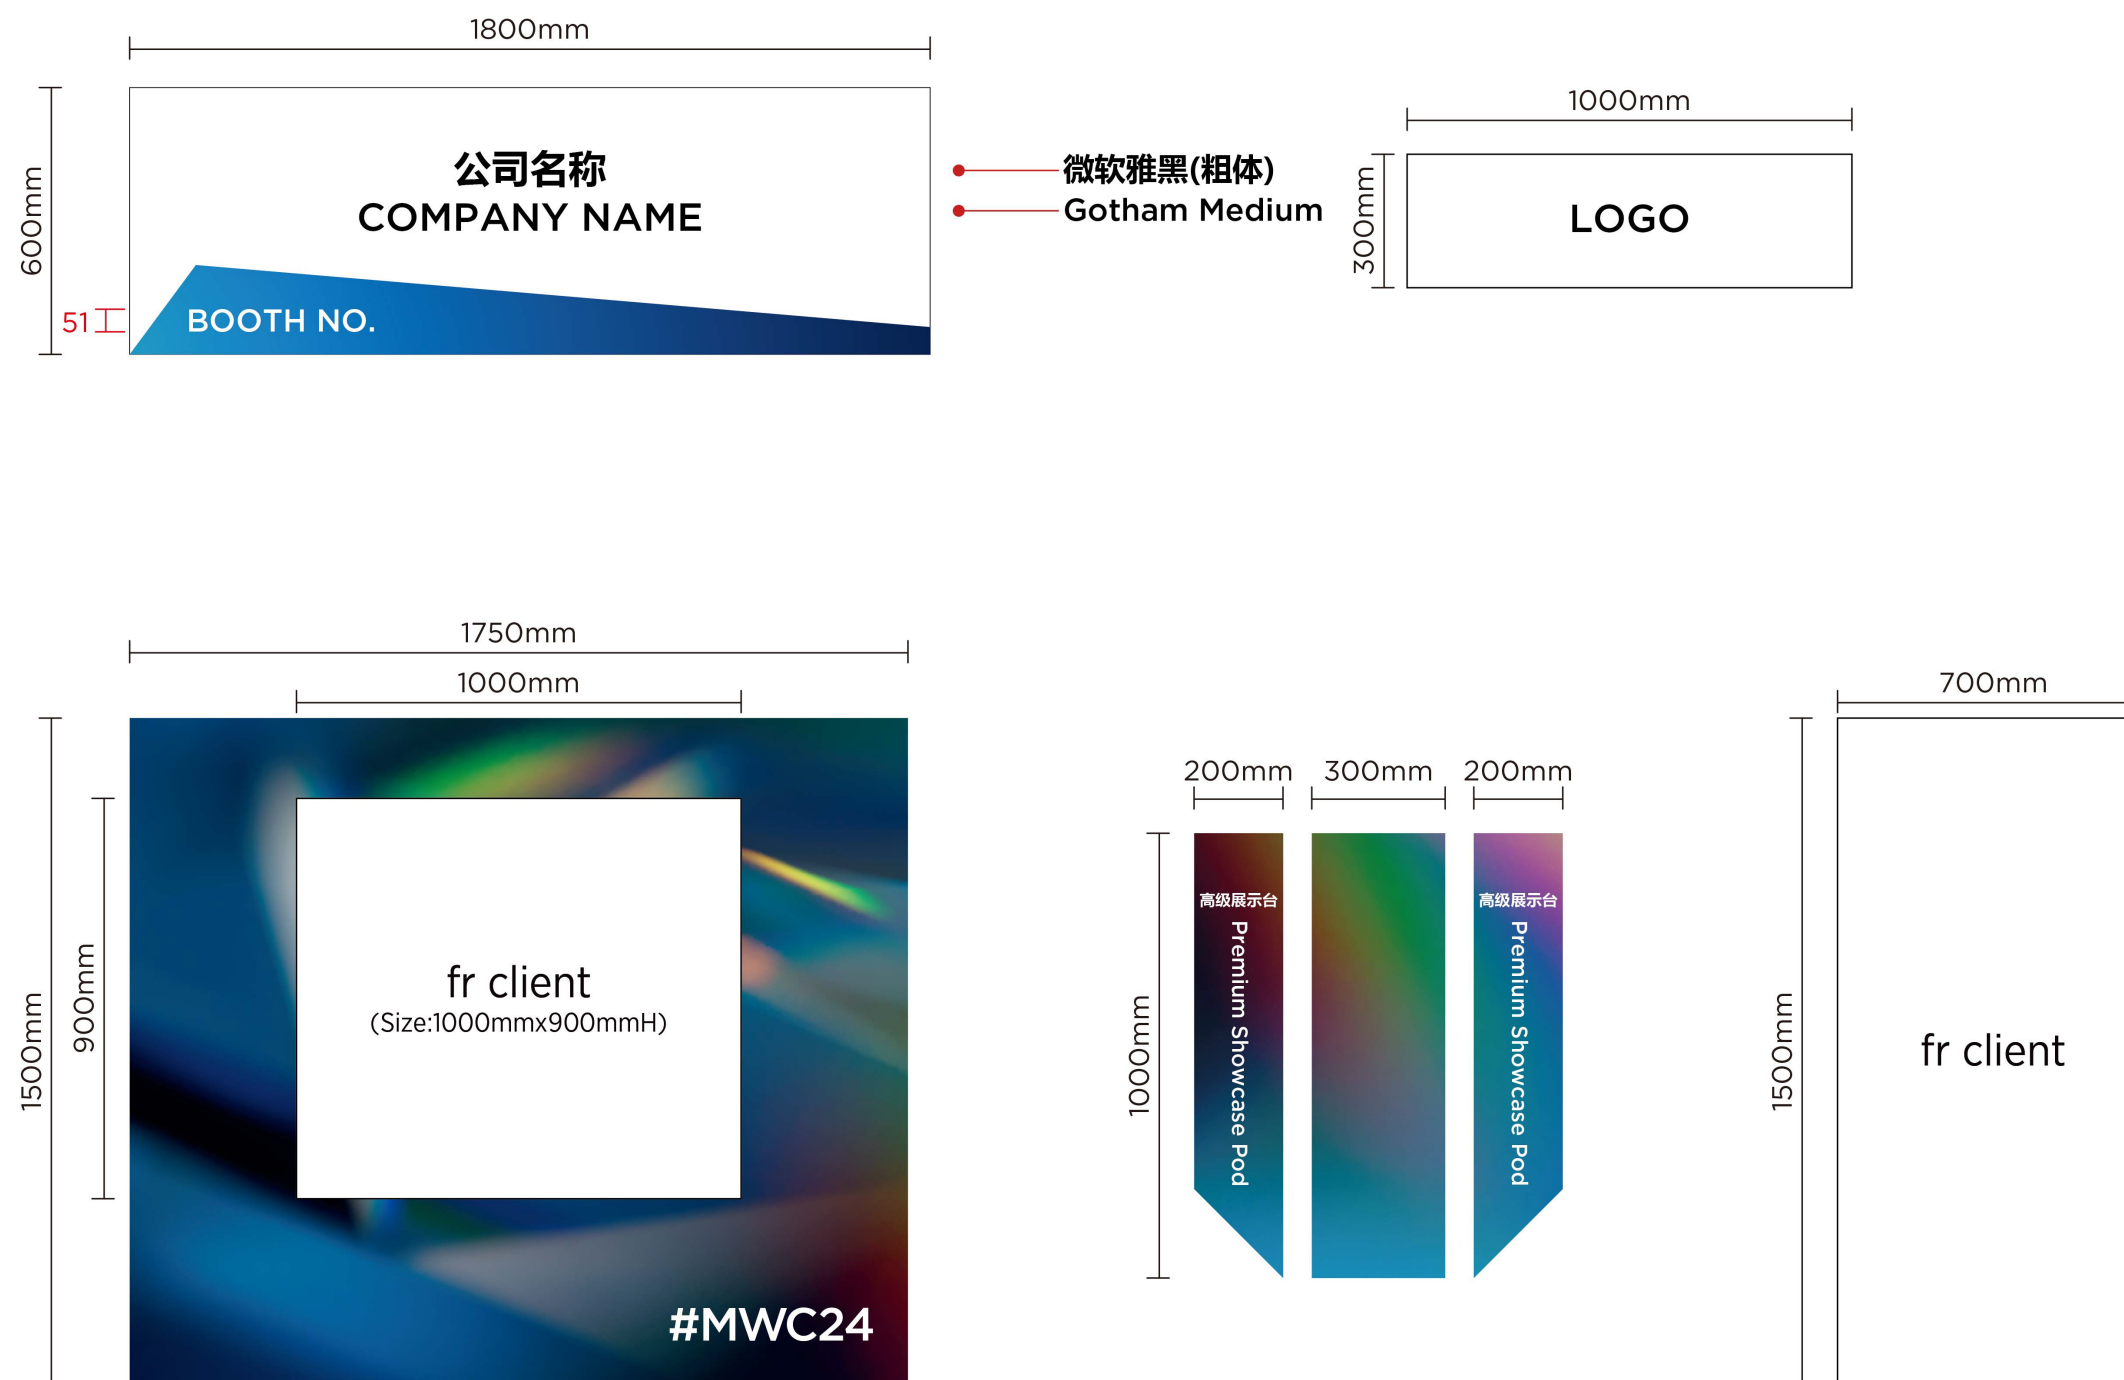 1800mm
600mm
公司名称
COMPANY NAME
51
BOOTH NO.
微软雅黑(粗体)
Gotham Medium
1000mm
300mm
LOGO
1750mm
1000mm
1500mm
900mm
fr client
(Size:1000mmx900mmH)
#MWC24
200mm
300mm
200mm
1000mm
高级展示台
Premium Showcase Pod
高级展示台
Premium Showcase Pod
700mm
1500mm
fr client